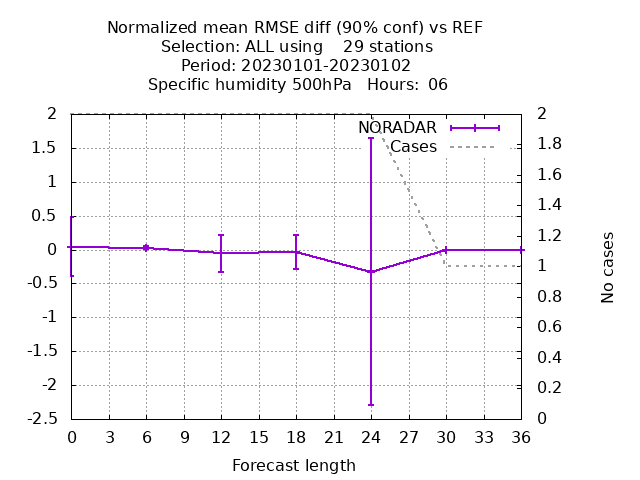 Normalized mean RMSE diff (90% conf) vs REF
Selection: ALL using    29 stations
Period: 20230101-20230102
Specific humidity 500hPa   Hours:  06
NORADAR
Cases
2
1.5
1
0.5
0
-0.5
-1
-1.5
-2
-2.5
2
1.8
1.6
1.4
1.2
1
0.8
0.6
0.4
0.2
0
No cases
0 3 6 9 12 15 18 21 24 27 30 33 36
Forecast length